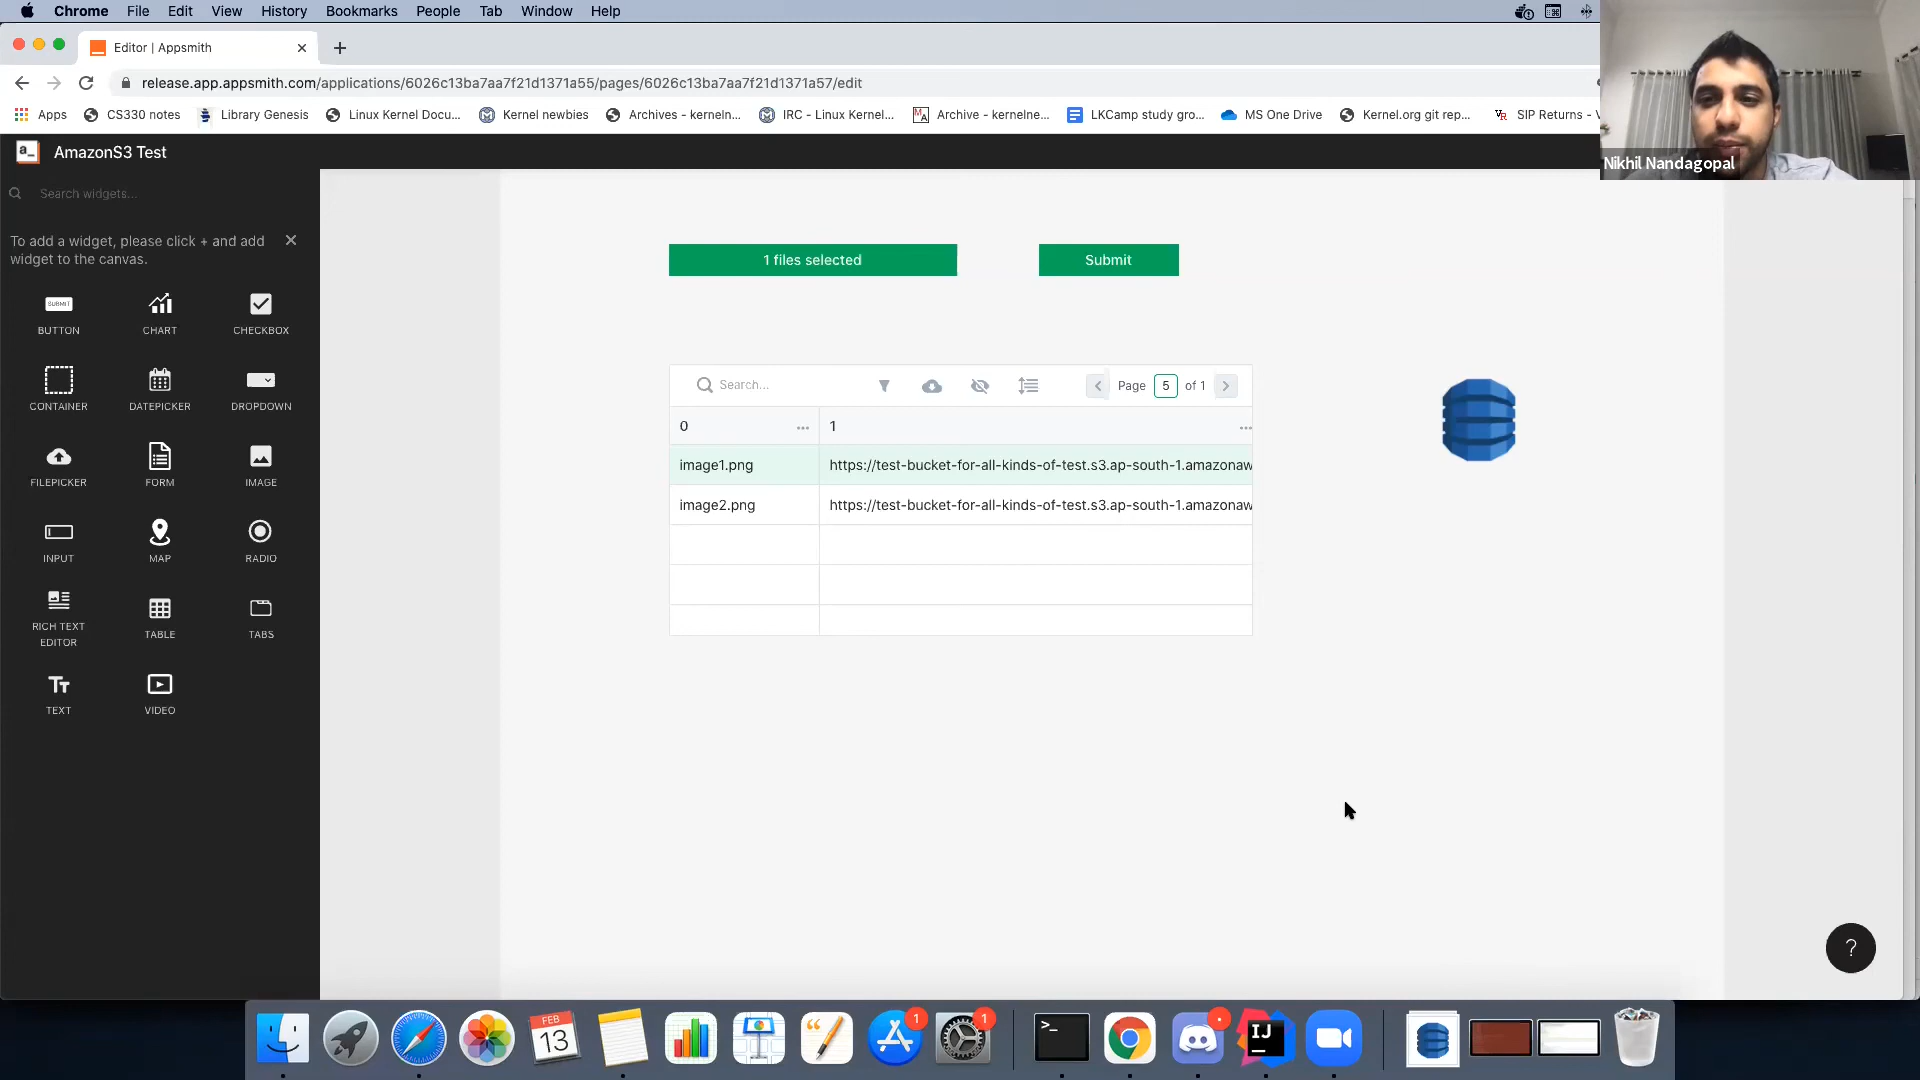 Chrome File Edit View History Bookmarks People Tab Window Help
Editor | Appsmith
release.app.appsmith.com/applications/6026c13ba7aa7f21d1371a55/pages/6026c13ba7aa7f21d1371a57/edit
Apps CS330 notes Library Genesis Linux Kernel Docu... Kernel newbies Archives - kerneln... IRC - Linux Kernel... Archive - kernelne... LKCamp study gro... MS One Drive Kernel.org git rep... SIP Returns - V
Nikhil Nandagopal
a_ AmazonS3 Test
Search widgets...
To add a widget, please click + and add
widget to the canvas.
SUBMIT
BUTTON CHART CHECKBOX
CONTAINER DATEPICKER DROPDOWN
FILEPICKER FORM IMAGE
INPUT MAP RADIO
RICH TEXT
EDITOR
TABLE TABS
TEXT VIDEO
1 files selected Submit
Search... Page 5 of 1
0 ... 1 ...
image1.png https://test-bucket-for-all-kinds-of-test.s3.ap-south-1.amazonaw
image2.png https://test-bucket-for-all-kinds-of-test.s3.ap-south-1.amazonaw
?
FEB
13
1
1
IJ